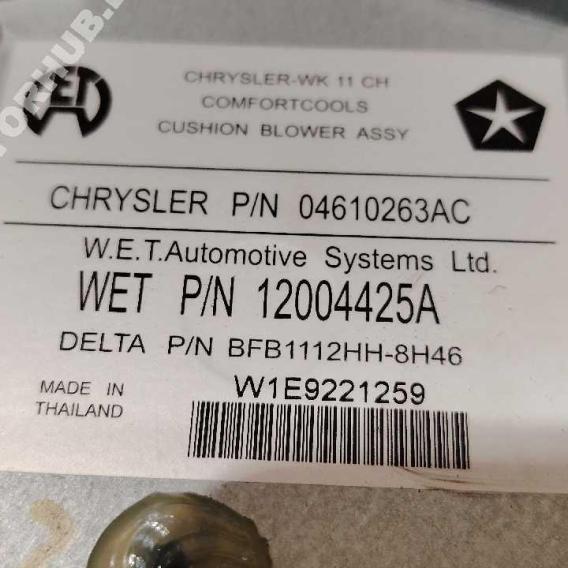 WET
CHRYSLER-WK 11 CH
COMFORTCOOLS
CUSHION BLOWER ASSY
CHRYSLER P/N 04610263AC
W.E.T.Automotive Systems Ltd.
WET P/N 12004425A
DELTA P/N BFB1112HH-8H46
MADE IN
THAILAND
W1E9221259